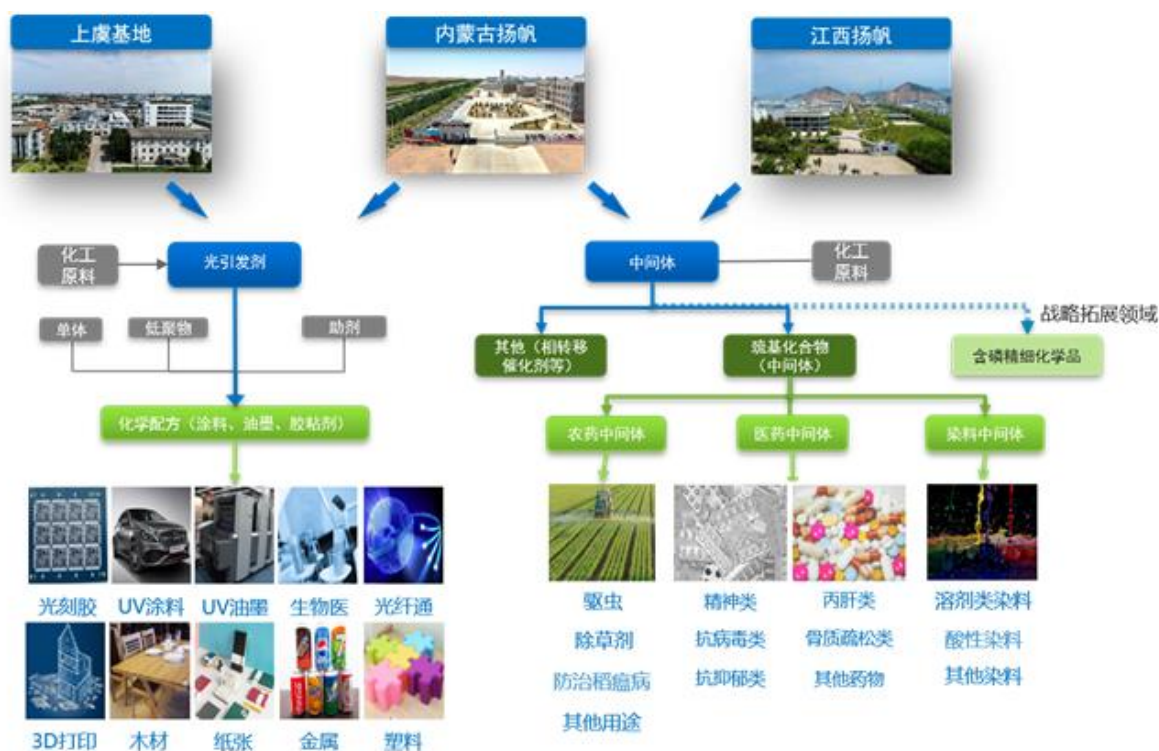 上虞基地
内蒙古扬帆
江西扬帆
化工
原料
光引发剂
中间体
化工
原料
单体
低聚物
助剂
战略拓展领域
其他（相转移
催化剂等）
巯基化合物
（中间体）
含磷精细化学品
化学配方（涂料、油墨、胶粘剂）
农药中间体
医药中间体
染料中间体
光刻胶
UV涂料
UV油墨
生物医
光纤通
驱虫
精神类
丙肝类
溶剂类染料
除草剂
抗病毒类
骨质疏松类
酸性染料
防治稻瘟病
抗抑郁类
其他药物
其他染料
其他用途
3D打印
木材
纸张
金属
塑料